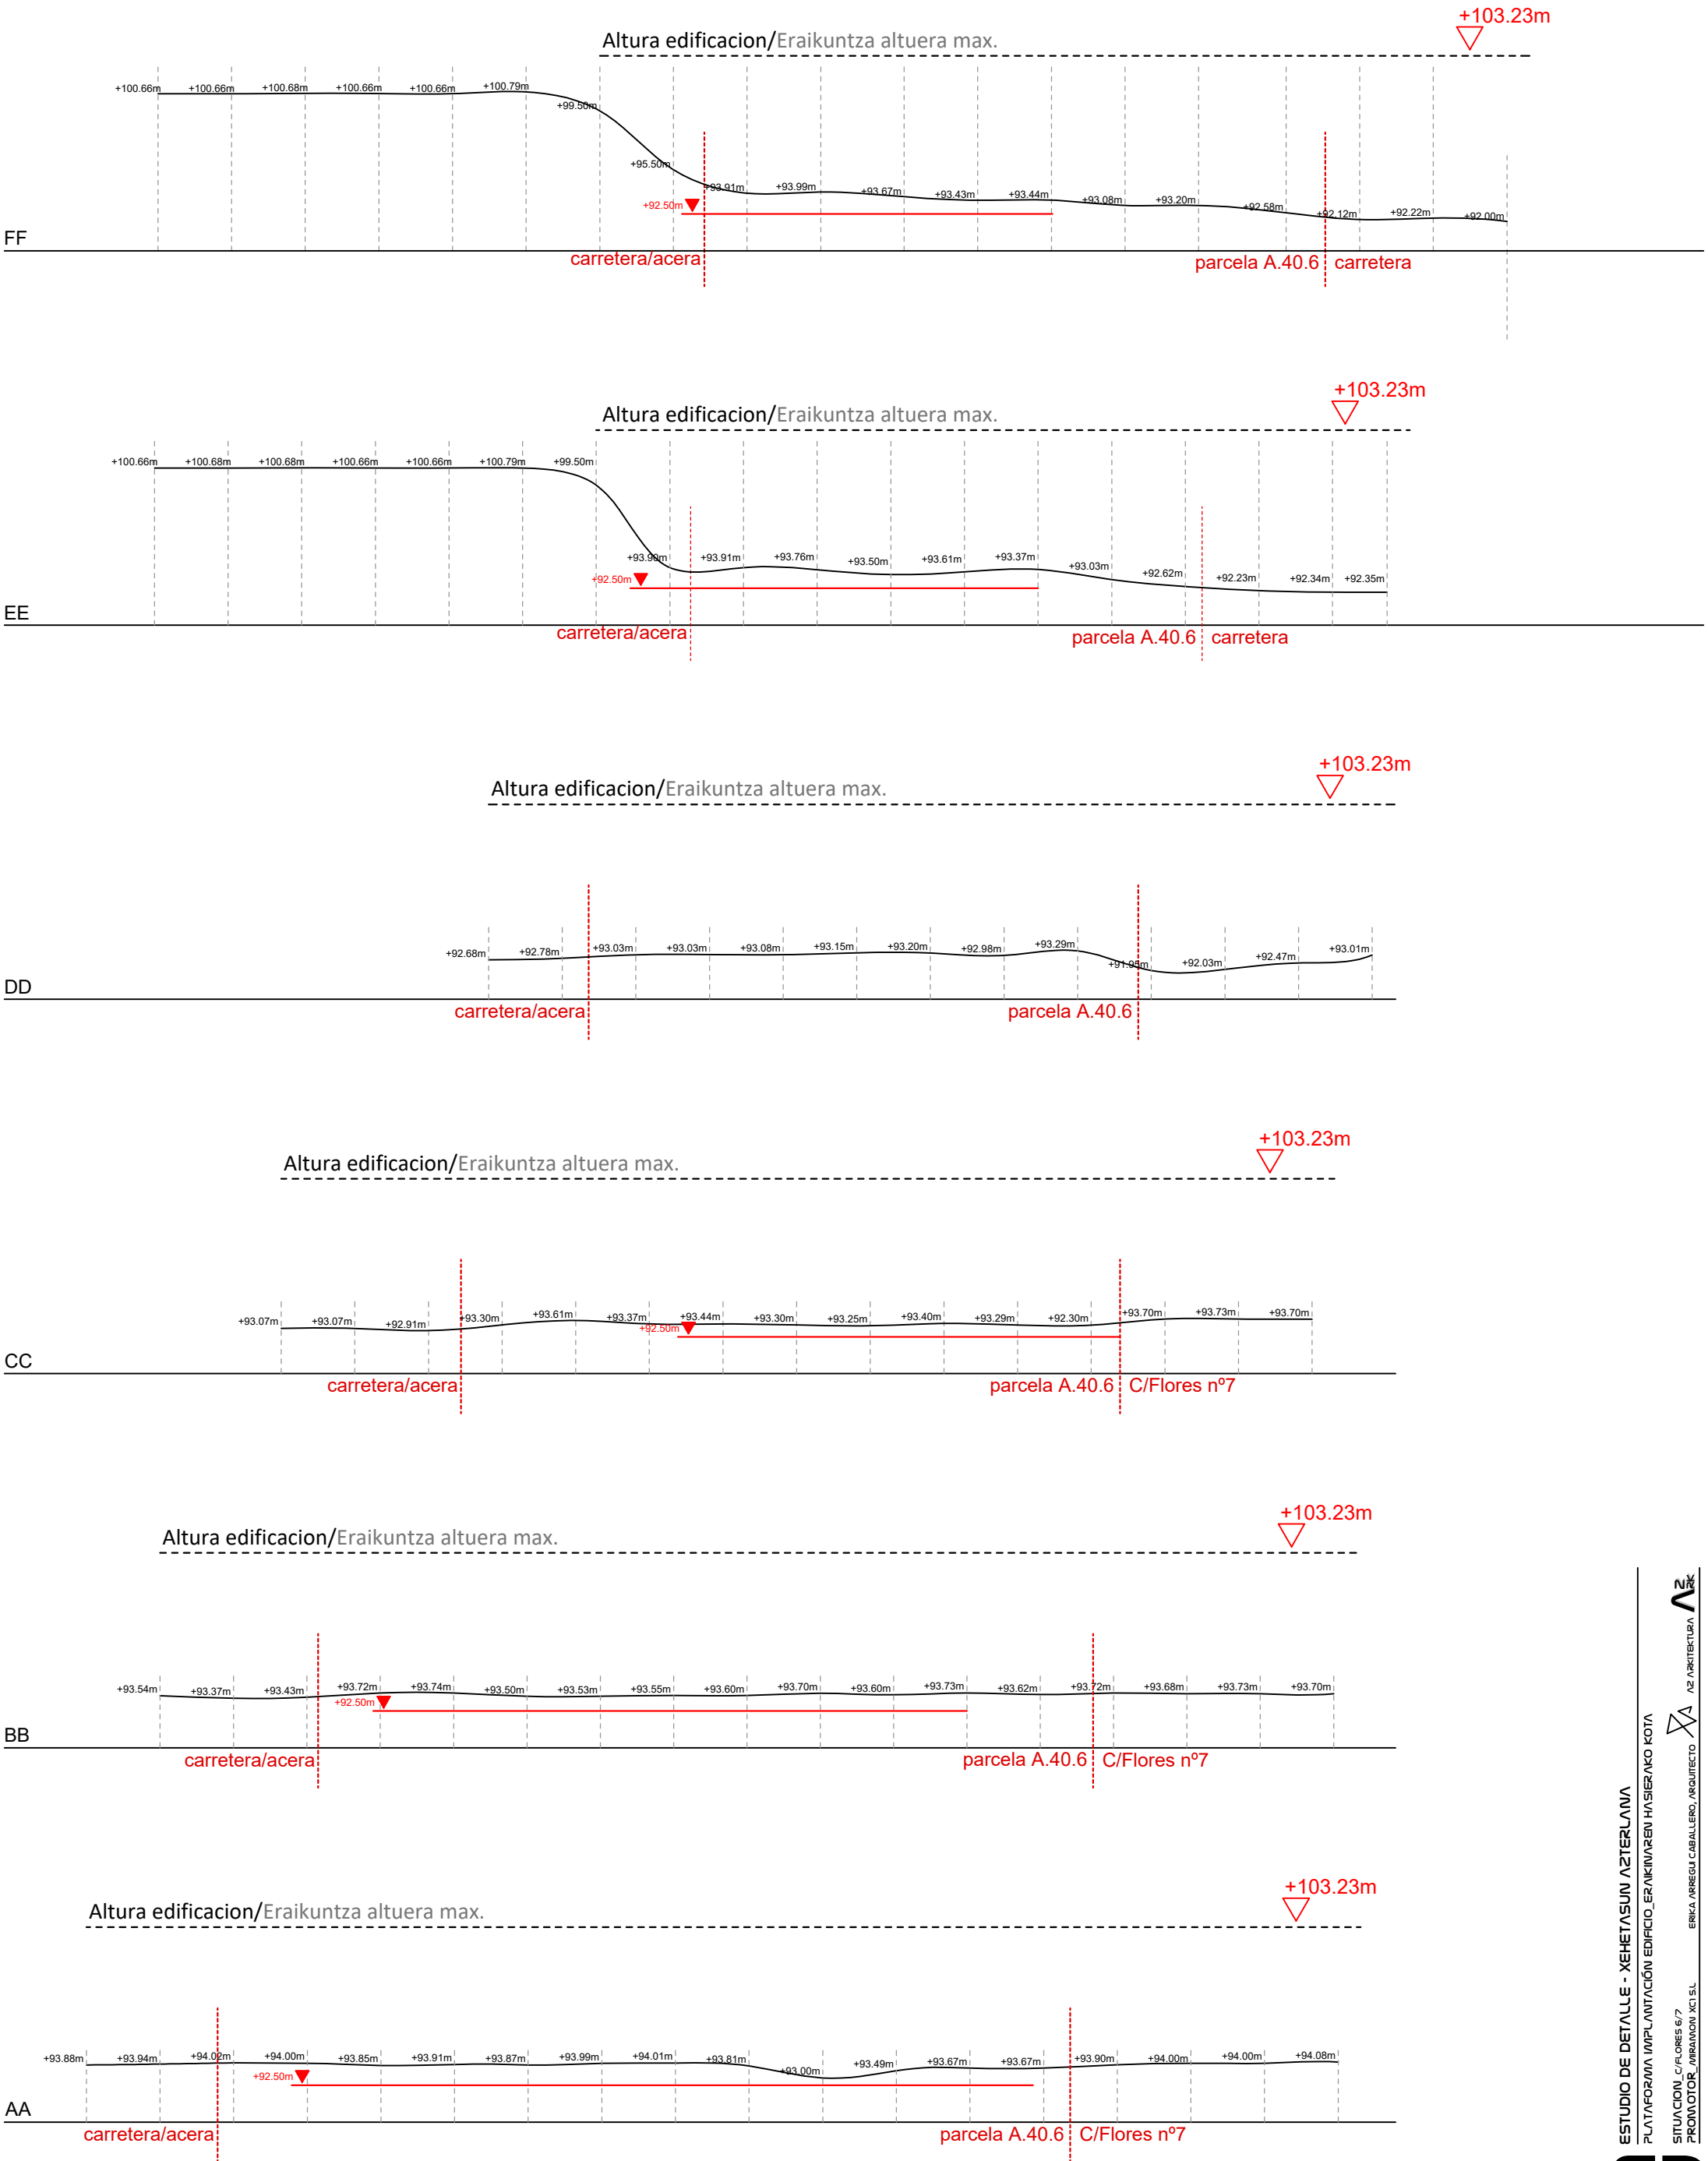 +103.23m
Altura edificacion/Eraikuntza altuera max.
+100.66m +100.66m +100.68m +100.66m +100.66m +100.79m +99.50m +95.50m +93.91m +93.99m +93.67m +93.43m +93.44m +93.08m +93.20m +92.58m +92.12m +92.22m +92.00m
+92.50m
FF
carretera/acera parcela A.40.6 carretera
+103.23m
Altura edificacion/Eraikuntza altuera max.
+100.66m +100.68m +100.68m +100.66m +100.66m +100.79m +99.50m +93.90m +93.91m +93.76m +93.50m +93.61m +93.37m +93.03m +92.62m +92.23m +92.34m +92.35m
+92.50m
EE
carretera/acera parcela A.40.6 carretera
+103.23m
Altura edificacion/Eraikuntza altuera max.
+92.68m +92.78m +93.03m +93.03m +93.08m +93.15m +93.20m +92.98m +93.29m +91.95m +92.03m +92.47m +93.01m
DD
carretera/acera parcela A.40.6
+103.23m
Altura edificacion/Eraikuntza altuera max.
+93.07m +93.07m +92.91m +93.30m +93.61m +93.37m +93.44m +93.30m +93.25m +93.40m +93.29m +92.30m +93.70m +93.73m +93.70m
+92.50m
CC
carretera/acera parcela A.40.6 C/Flores nº7
+103.23m
Altura edificacion/Eraikuntza altuera max.
+93.54m +93.37m +93.43m +93.72m +93.74m +93.50m +93.53m +93.55m +93.60m +93.70m +93.60m +93.73m +93.62m +93.72m +93.68m +93.73m +93.70m
+92.50m
BB
carretera/acera parcela A.40.6 C/Flores nº7
+103.23m
Altura edificacion/Eraikuntza altuera max.
+93.88m +93.94m +94.02m +94.00m +93.85m +93.91m +93.87m +93.99m +94.01m +93.81m +93.00m +93.49m +93.67m +93.67m +93.90m +94.00m +94.00m +94.08m
+92.50m
AA
carretera/acera parcela A.40.6 C/Flores nº7
ESTUDIO DE DETALLE - XEHETASUN AZTERLANA
PLATAFORMA IMPLANTACIÓN EDIFICIO_ERAIKINAREN HASIERAKO KOTA
SITUACION_C/FLORES 6/7
PROMOTOR_MIRAMON XCI S.L ERIKA ARREGUI CABALLERO, ARQUITECTO A2 ARKITEKTURA